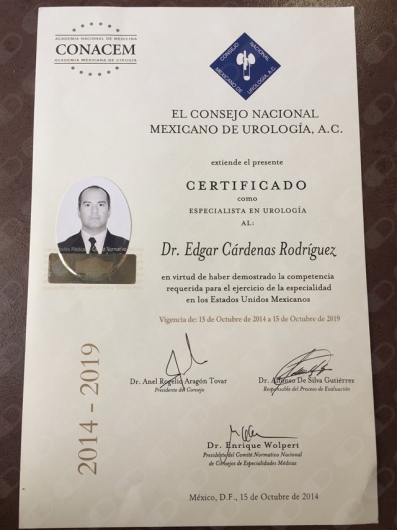 ACADEMIA NACIONAL DE MEDICINA
CONACEM
ACADEMIA MEXICANA DE CIRUGÍA
CONSEJO NACIONAL MEXICANO DE UROLOGÍA A.C.
EL CONSEJO NACIONAL
MEXICANO DE UROLOGÍA, A.C.
extiende el presente
CERTIFICADO
como
ESPECIALISTA EN UROLOGÍA
AL:
Dr. Edgar Cárdenas Rodríguez
en virtud de haber demostrado la competencia
requerida para el ejercicio de la especialidad
en los Estados Unidos Mexicanos
Vigencia de: 15 de Octubre de 2014 a 15 de Octubre de 2019
2014 - 2019
Dr. Anel Rogelio Aragón Tovar
Presidente del Consejo
Dr. Alfonso De Silva Gutiérrez
Responsable del Proceso de Evaluación
Dr. Enrique Wolpert
Presidente del Comité Normativo Nacional
de Consejos de Especialidades Médicas
México, D.F., 15 de Octubre de 2014